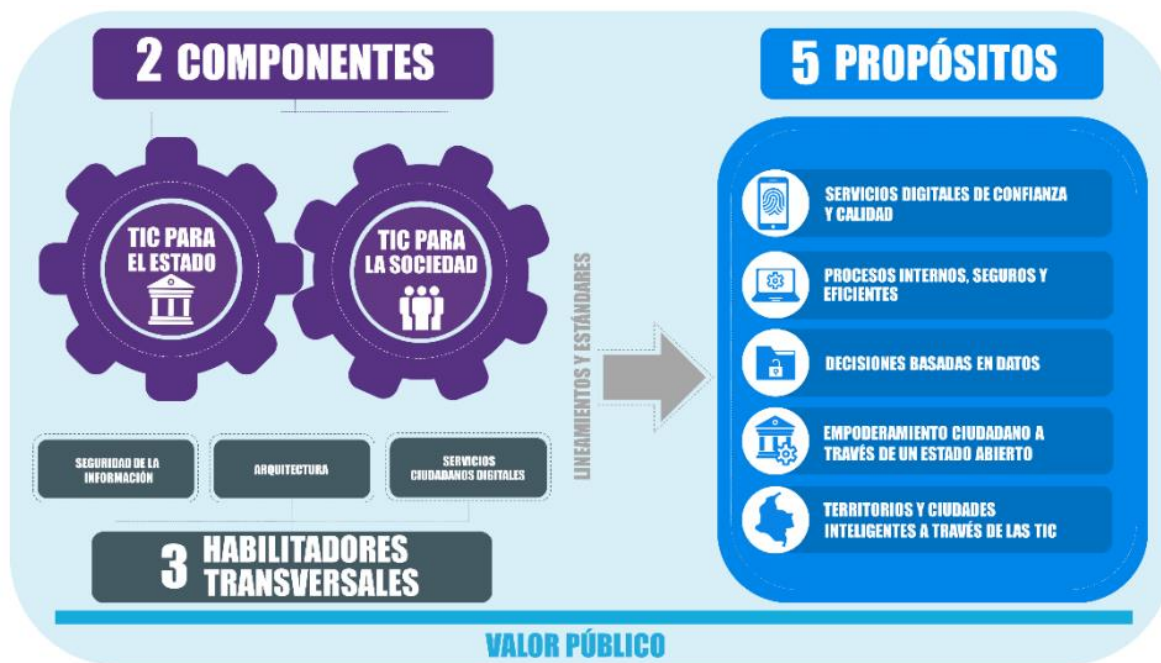 2 COMPONENTES
TIC PARA
EL ESTADO
TIC PARA
LA SOCIEDAD
SEGURIDAD DE LA
INFORMACIÓN
ARQUITECTURA
SERVICIOS
CIUDADANOS DIGITALES
3 HABILITADORES
TRANSVERSALES
LINEAMIENTOS Y ESTÁNDARES
5 PROPÓSITOS
SERVICIOS DIGITALES DE CONFIANZA
Y CALIDAD
PROCESOS INTERNOS, SEGUROS Y
EFICIENTES
DECISIONES BASADAS EN DATOS
EMPODERAMIENTO CIUDADANO A
TRAVÉS DE UN ESTADO ABIERTO
TERRITORIOS Y CIUDADES
INTELIGENTES A TRAVÉS DE LAS TIC
VALOR PÚBLICO